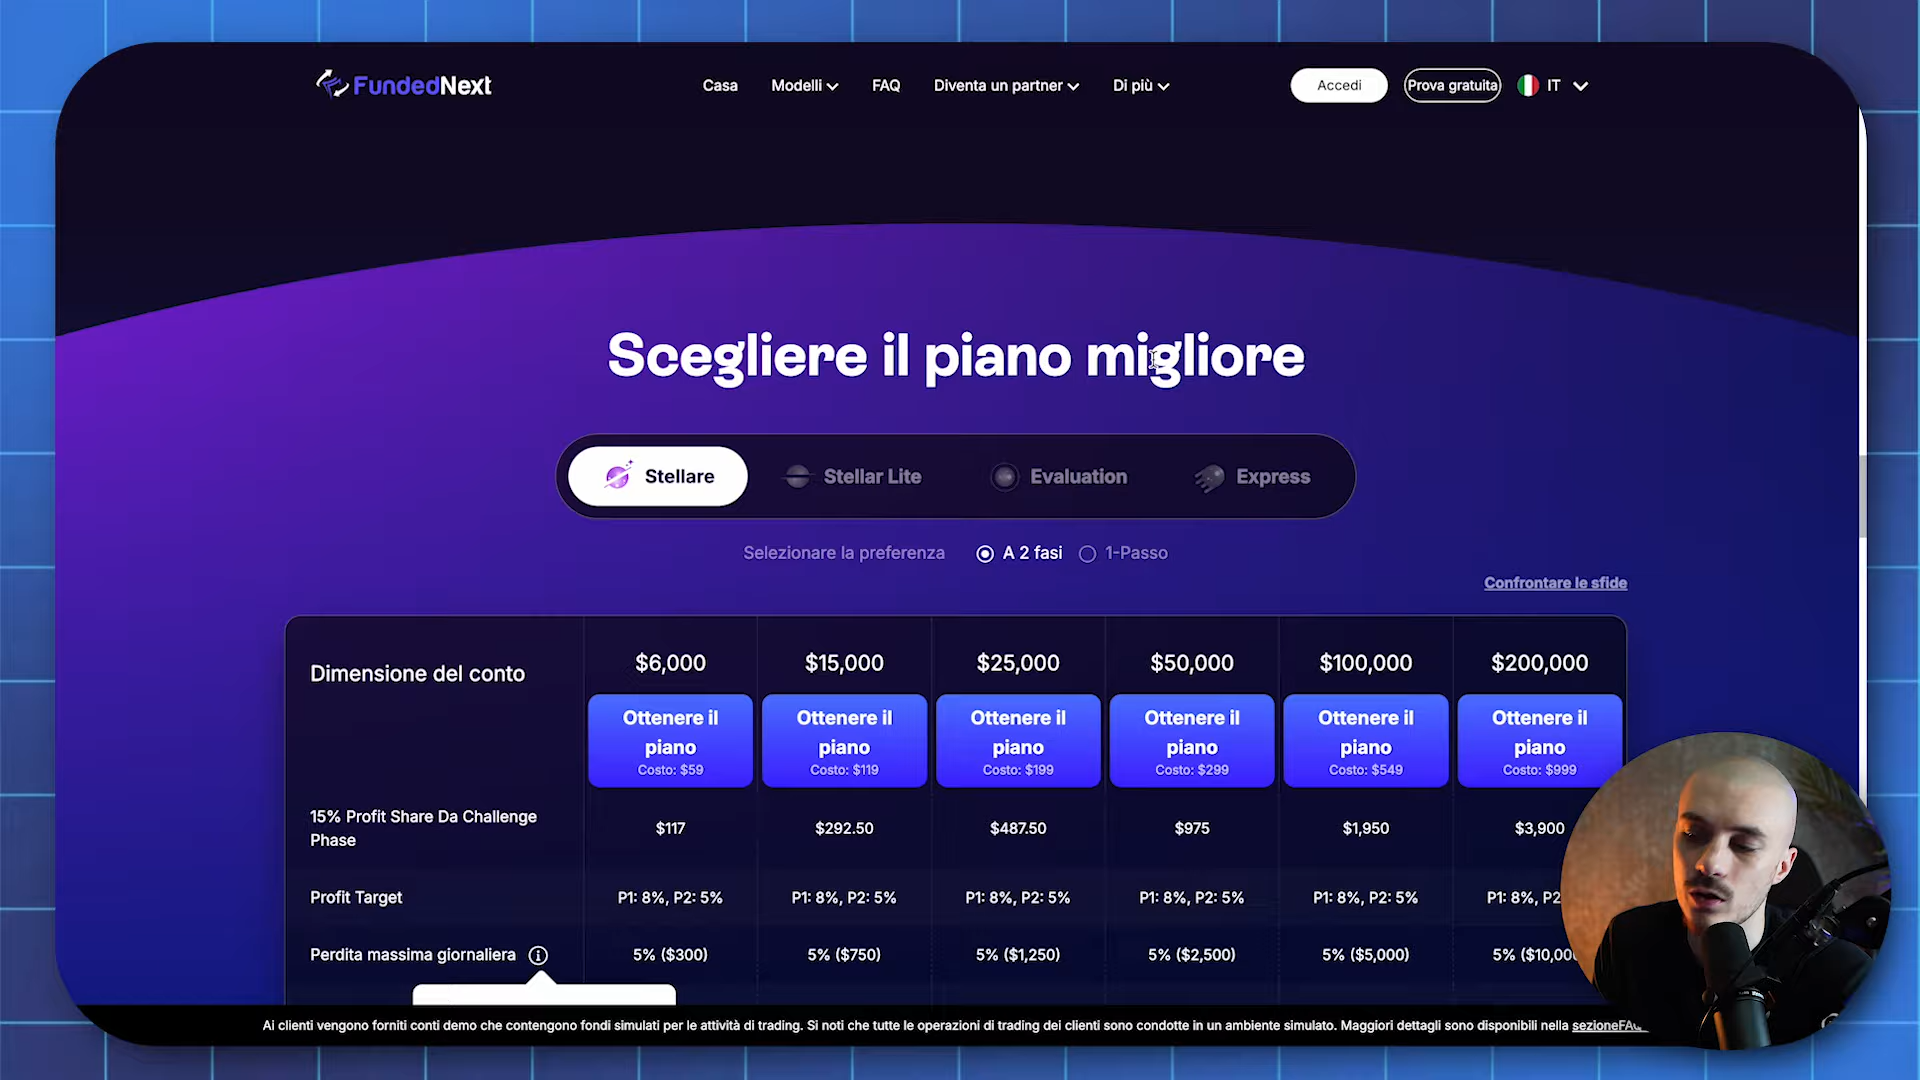 FundedNext
Casa
Modelli
FAQ
Diventa un partner
Di più
Accedi
Prova gratuita
IT
Scegliere il piano migliore
Stellare
Stellar Lite
Evaluation
Express
Selezionare la preferenza
A 2 fasi
1-Passo
Confrontare le sfide
Dimensione del conto
$6,000
$15,000
$25,000
$50,000
$100,000
$200,000
Ottenere il
piano
Costo: $59
Ottenere il
piano
Costo: $119
Ottenere il
piano
Costo: $199
Ottenere il
piano
Costo: $299
Ottenere il
piano
Costo: $549
Ottenere il
piano
Costo: $999
15% Profit Share Da Challenge
Phase
$117
$292.50
$487.50
$975
$1,950
$3,900
Profit Target
P1: 8%, P2: 5%
P1: 8%, P2: 5%
P1: 8%, P2: 5%
P1: 8%, P2: 5%
P1: 8%, P2: 5%
P1: 8%, P2
Perdita massima giornaliera
5% ($300)
5% ($750)
5% ($1,250)
5% ($2,500)
5% ($5,000)
5% ($10,000
Ai clienti vengono forniti conti demo che contengono fondi simulati per le attività di trading. Si noti che tutte le operazioni di trading dei clienti sono condotte in un ambiente simulato. Maggiori dettagli sono disponibili nella sezioneFAQ